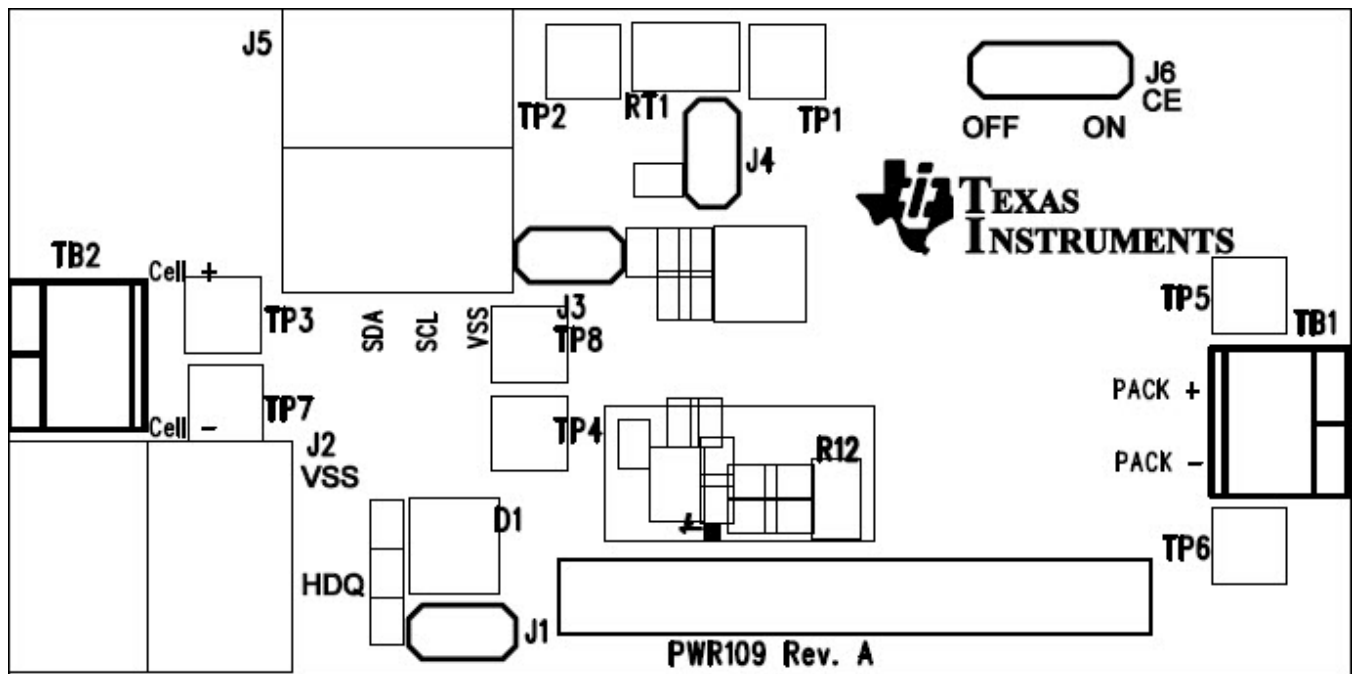 J5
TP2
RT1
TP1
J6
CE
OFF
ON
J4
TEXAS
INSTRUMENTS
TB2
Cell +
TP3
SDA
SCL
VSS
J3
TP8
TP5
TB1
PACK +
PACK -
Cell -
TP7
TP4
J2
VSS
R12
D1
TP6
HDQ
J1
PWR109 Rev. A